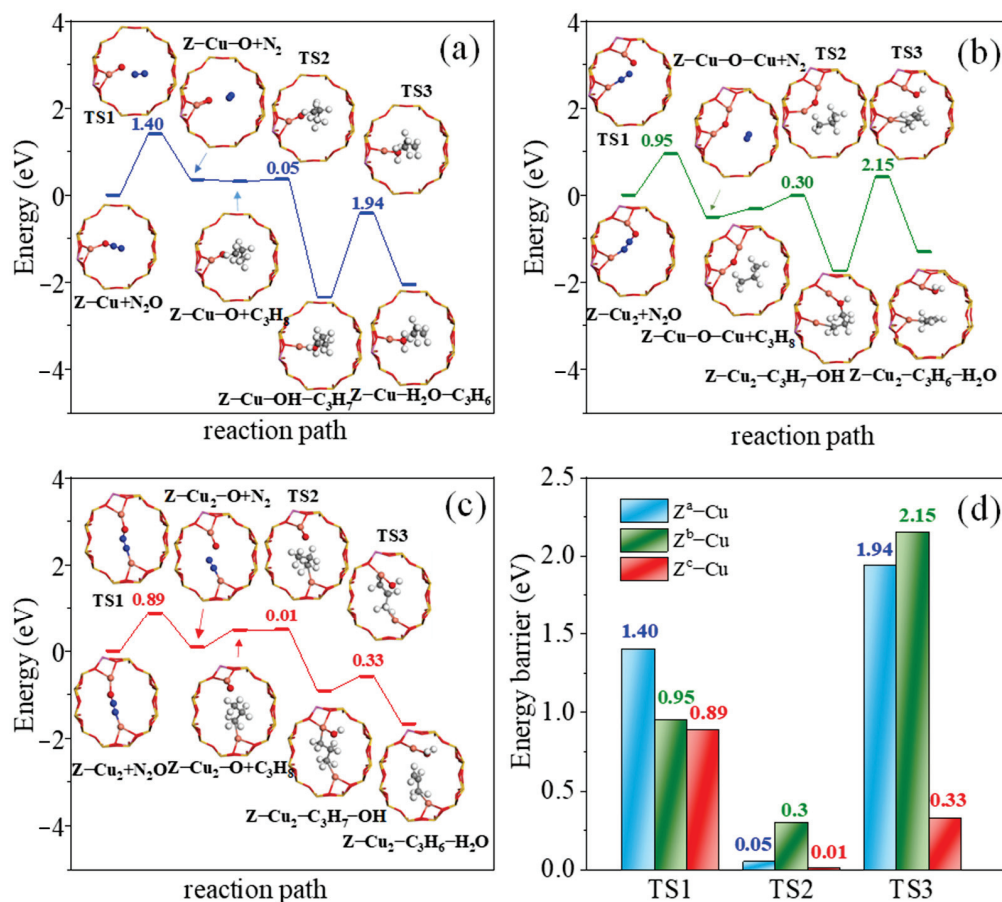 (a)
Energy (eV)
4
2
0
−2
−4
TS1
Z−Cu−O+N₂
TS2
TS3
1.40
0.05
1.94
Z−Cu+N₂O
Z−Cu−O+C₃H₈
Z−Cu−OH−C₃H₇
Z−Cu−H₂O−C₃H₆
reaction path
(b)
Energy (eV)
4
2
0
−2
−4
TS1
Z−Cu−O−Cu+N₂
TS2
TS3
0.95
0.30
2.15
Z−Cu₂+N₂O
Z−Cu−O−Cu+C₃H₈
Z−Cu₂−C₃H₇−OH
Z−Cu₂−C₃H₆−H₂O
reaction path
(c)
Energy (eV)
4
2
0
−2
−4
TS1
Z−Cu₂−O+N₂
TS2
TS3
0.89
0.01
0.33
Z−Cu₂+N₂O
Z−Cu₂−O+C₃H₈
Z−Cu₂−C₃H₇−OH
Z−Cu₂−C₃H₆−H₂O
reaction path
(d)
Energy barrier (eV)
2.5
2.0
1.5
1.0
0.5
0.0
Zᵃ−Cu
Zᵇ−Cu
Zᶜ−Cu
1.40
0.95
0.89
0.05
0.3
0.01
1.94
2.15
0.33
TS1
TS2
TS3